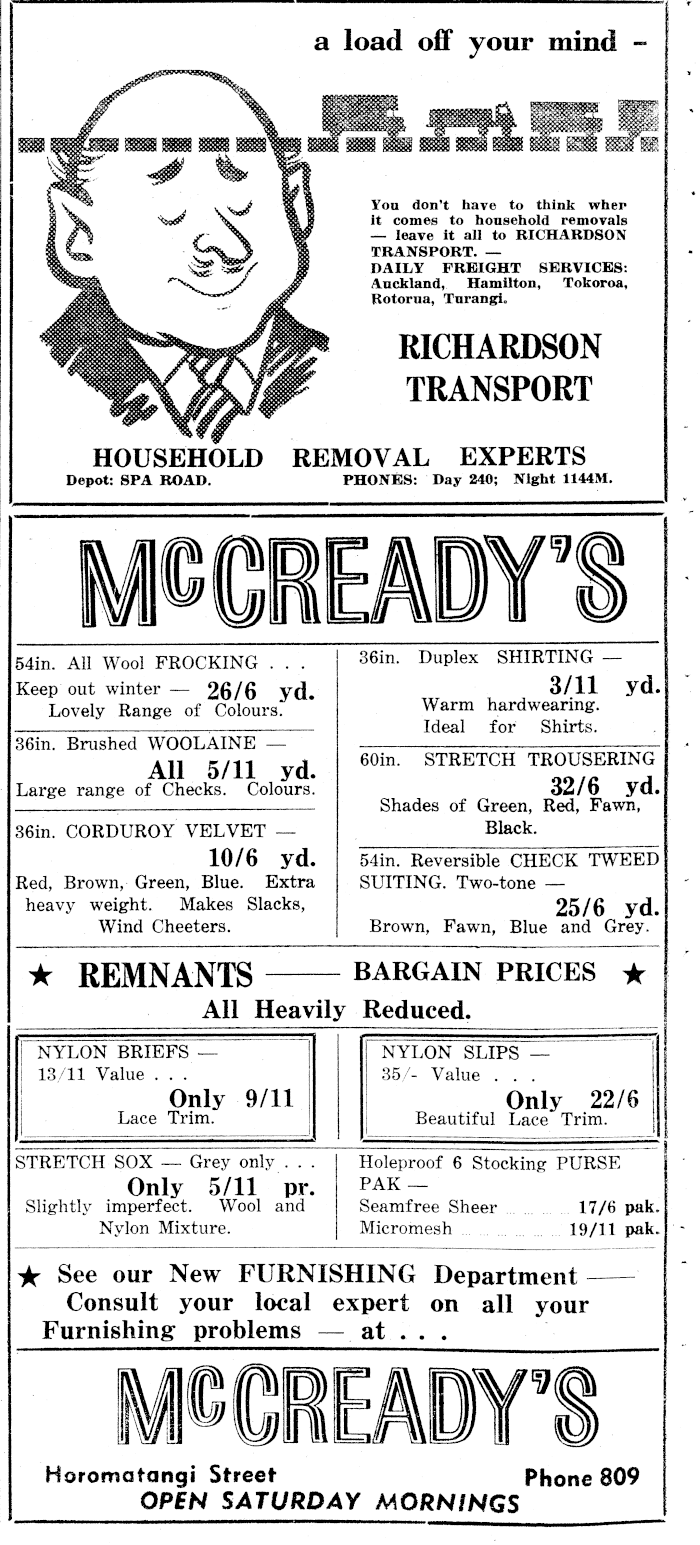 a load off your mind -
You don't have to think when
it comes to household removals
— leave it all to RICHARDSON
TRANSPORT. —
DAILY FREIGHT SERVICES:
Auckland, Hamilton, Tokoroa,
Rotorua, Turangi.
RICHARDSON
TRANSPORT
HOUSEHOLD REMOVAL EXPERTS
Depot: SPA ROAD. PHONES: Day 240; Night 1144M.
McCREADY'S
54in. All Wool FROCKING . . .
Keep out winter — 26/6 yd.
Lovely Range of Colours.
36in. Brushed WOOLAINE —
All 5/11 yd.
Large range of Checks. Colours.
36in. CORDUROY VELVET —
10/6 yd.
Red, Brown, Green, Blue. Extra
heavy weight. Makes Slacks,
Wind Cheeters.
36in. Duplex SHIRTING —
3/11 yd.
Warm hardwearing.
Ideal for Shirts.
60in. STRETCH TROUSERING
32/6 yd.
Shades of Green, Red, Fawn,
Black.
54in. Reversible CHECK TWEED
SUITING. Two-tone —
25/6 yd.
Brown, Fawn, Blue and Grey.
★ REMNANTS —— BARGAIN PRICES ★
All Heavily Reduced.
NYLON BRIEFS —
13/11 Value . . .
Only 9/11
Lace Trim.
NYLON SLIPS —
35/- Value . . .
Only 22/6
Beautiful Lace Trim.
STRETCH SOX — Grey only . . .
Only 5/11 pr.
Slightly imperfect. Wool and
Nylon Mixture.
Holeproof 6 Stocking PURSE
PAK —
Seamfree Sheer ........ 17/6 pak.
Micromesh ............ 19/11 pak.
★ See our New FURNISHING Department ——
Consult your local expert on all your
Furnishing problems — at . . .
McCREADY'S
Horomatangi Street Phone 809
OPEN SATURDAY MORNINGS